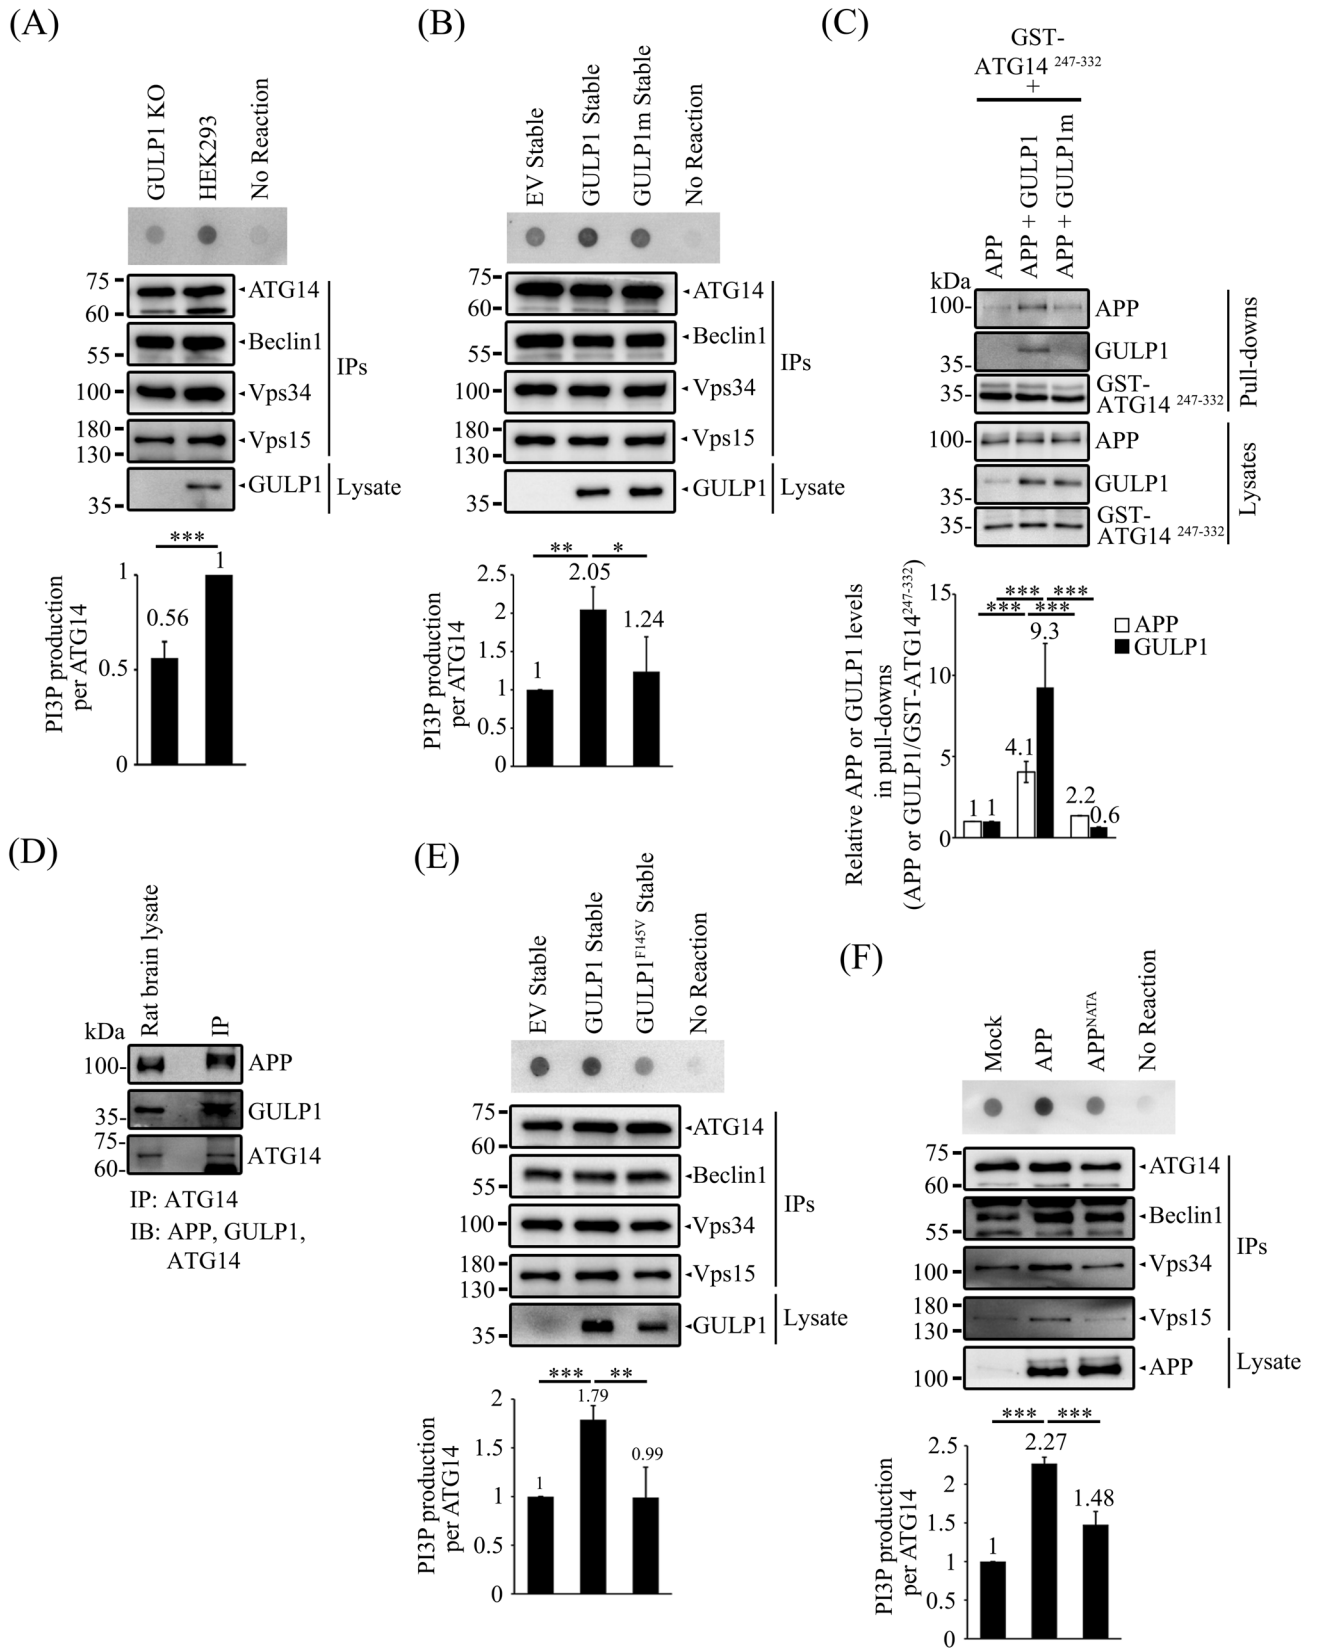 (A)
GULP1 KO
HEK293
No Reaction
75
60
ATG14
55
Beclin1
100
Vps34
180
130
Vps15
35
GULP1
IPs
Lysate
***
PI3P production
per ATG14
1
0.5
0
0.56
1
(B)
EV Stable
GULP1 Stable
GULP1m Stable
No Reaction
75
60
ATG14
55
Beclin1
100
Vps34
180
130
Vps15
35
GULP1
IPs
Lysate
**
*
PI3P production
per ATG14
2.5
2
1.5
1
0.5
0
1
2.05
1.24
(C)
GST-
ATG14 247-332
+
APP
APP + GULP1
APP + GULP1m
kDa
100-
APP
35-
GULP1
35-
GST-
ATG14 247-332
Pull-downs
100-
APP
35-
GULP1
35-
GST-
ATG14 247-332
Lysates
Relative APP or GULP1 levels
in pull-downs
(APP or GULP1/GST-ATG14247-332)
15
10
5
0
***
***
***
***
APP
GULP1
1
1
4.1
9.3
2.2
0.6
(D)
Rat brain lysate
IP
kDa
100-
APP
35-
GULP1
75-
60-
ATG14
IP: ATG14
IB: APP, GULP1,
ATG14
(E)
EV Stable
GULP1 Stable
GULP1F145V Stable
No Reaction
75
60
ATG14
55
Beclin1
100
Vps34
180
130
Vps15
35
GULP1
IPs
Lysate
***
**
PI3P production
per ATG14
2
1.5
1
0.5
0
1
1.79
0.99
(F)
Mock
APP
APPNATA
No Reaction
75
60
ATG14
55
Beclin1
100
Vps34
180
130
Vps15
100
APP
IPs
Lysate
***
***
PI3P production
per ATG14
2.5
2
1.5
1
0.5
0
1
2.27
1.48